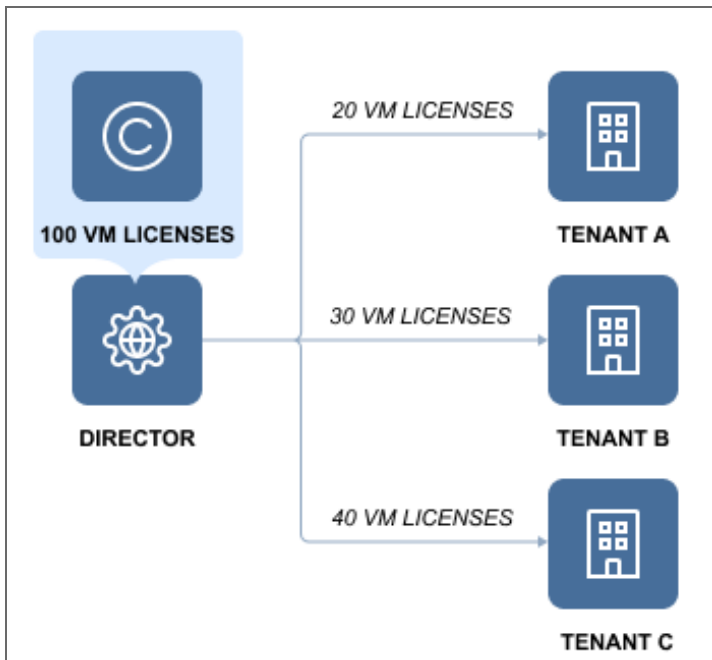 20 VM LICENSES
100 VM LICENSES
TENANT A
30 VM LICENSES
DIRECTOR
TENANT B
40 VM LICENSES
TENANT C